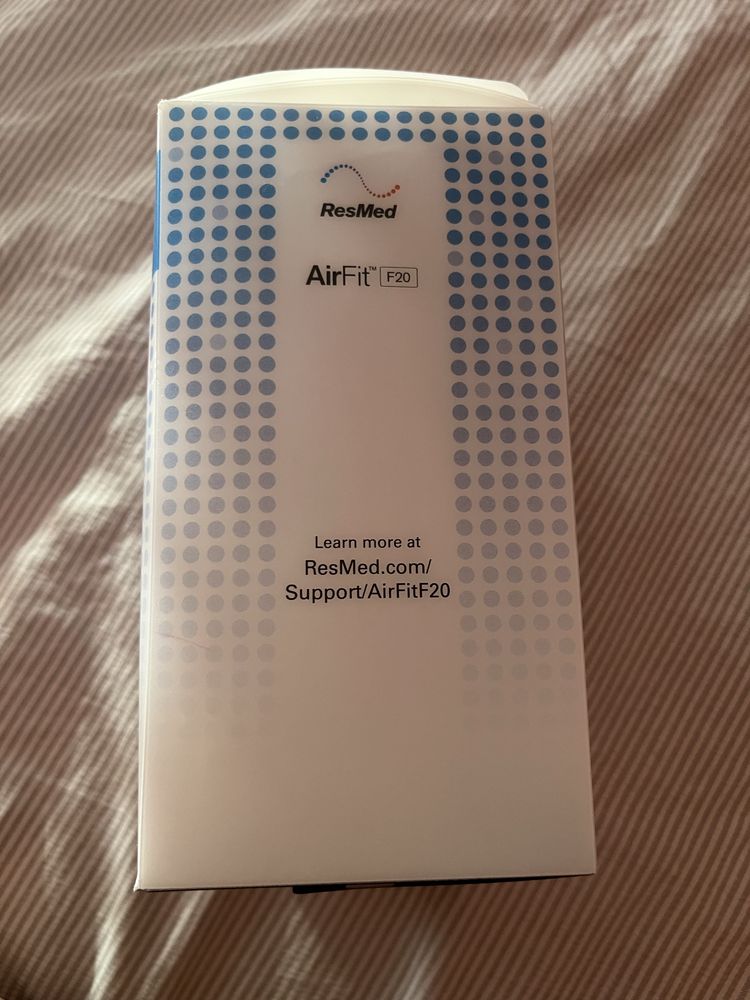 ResMed
AirFit™ F20
Learn more at
ResMed.com/
Support/AirFitF20